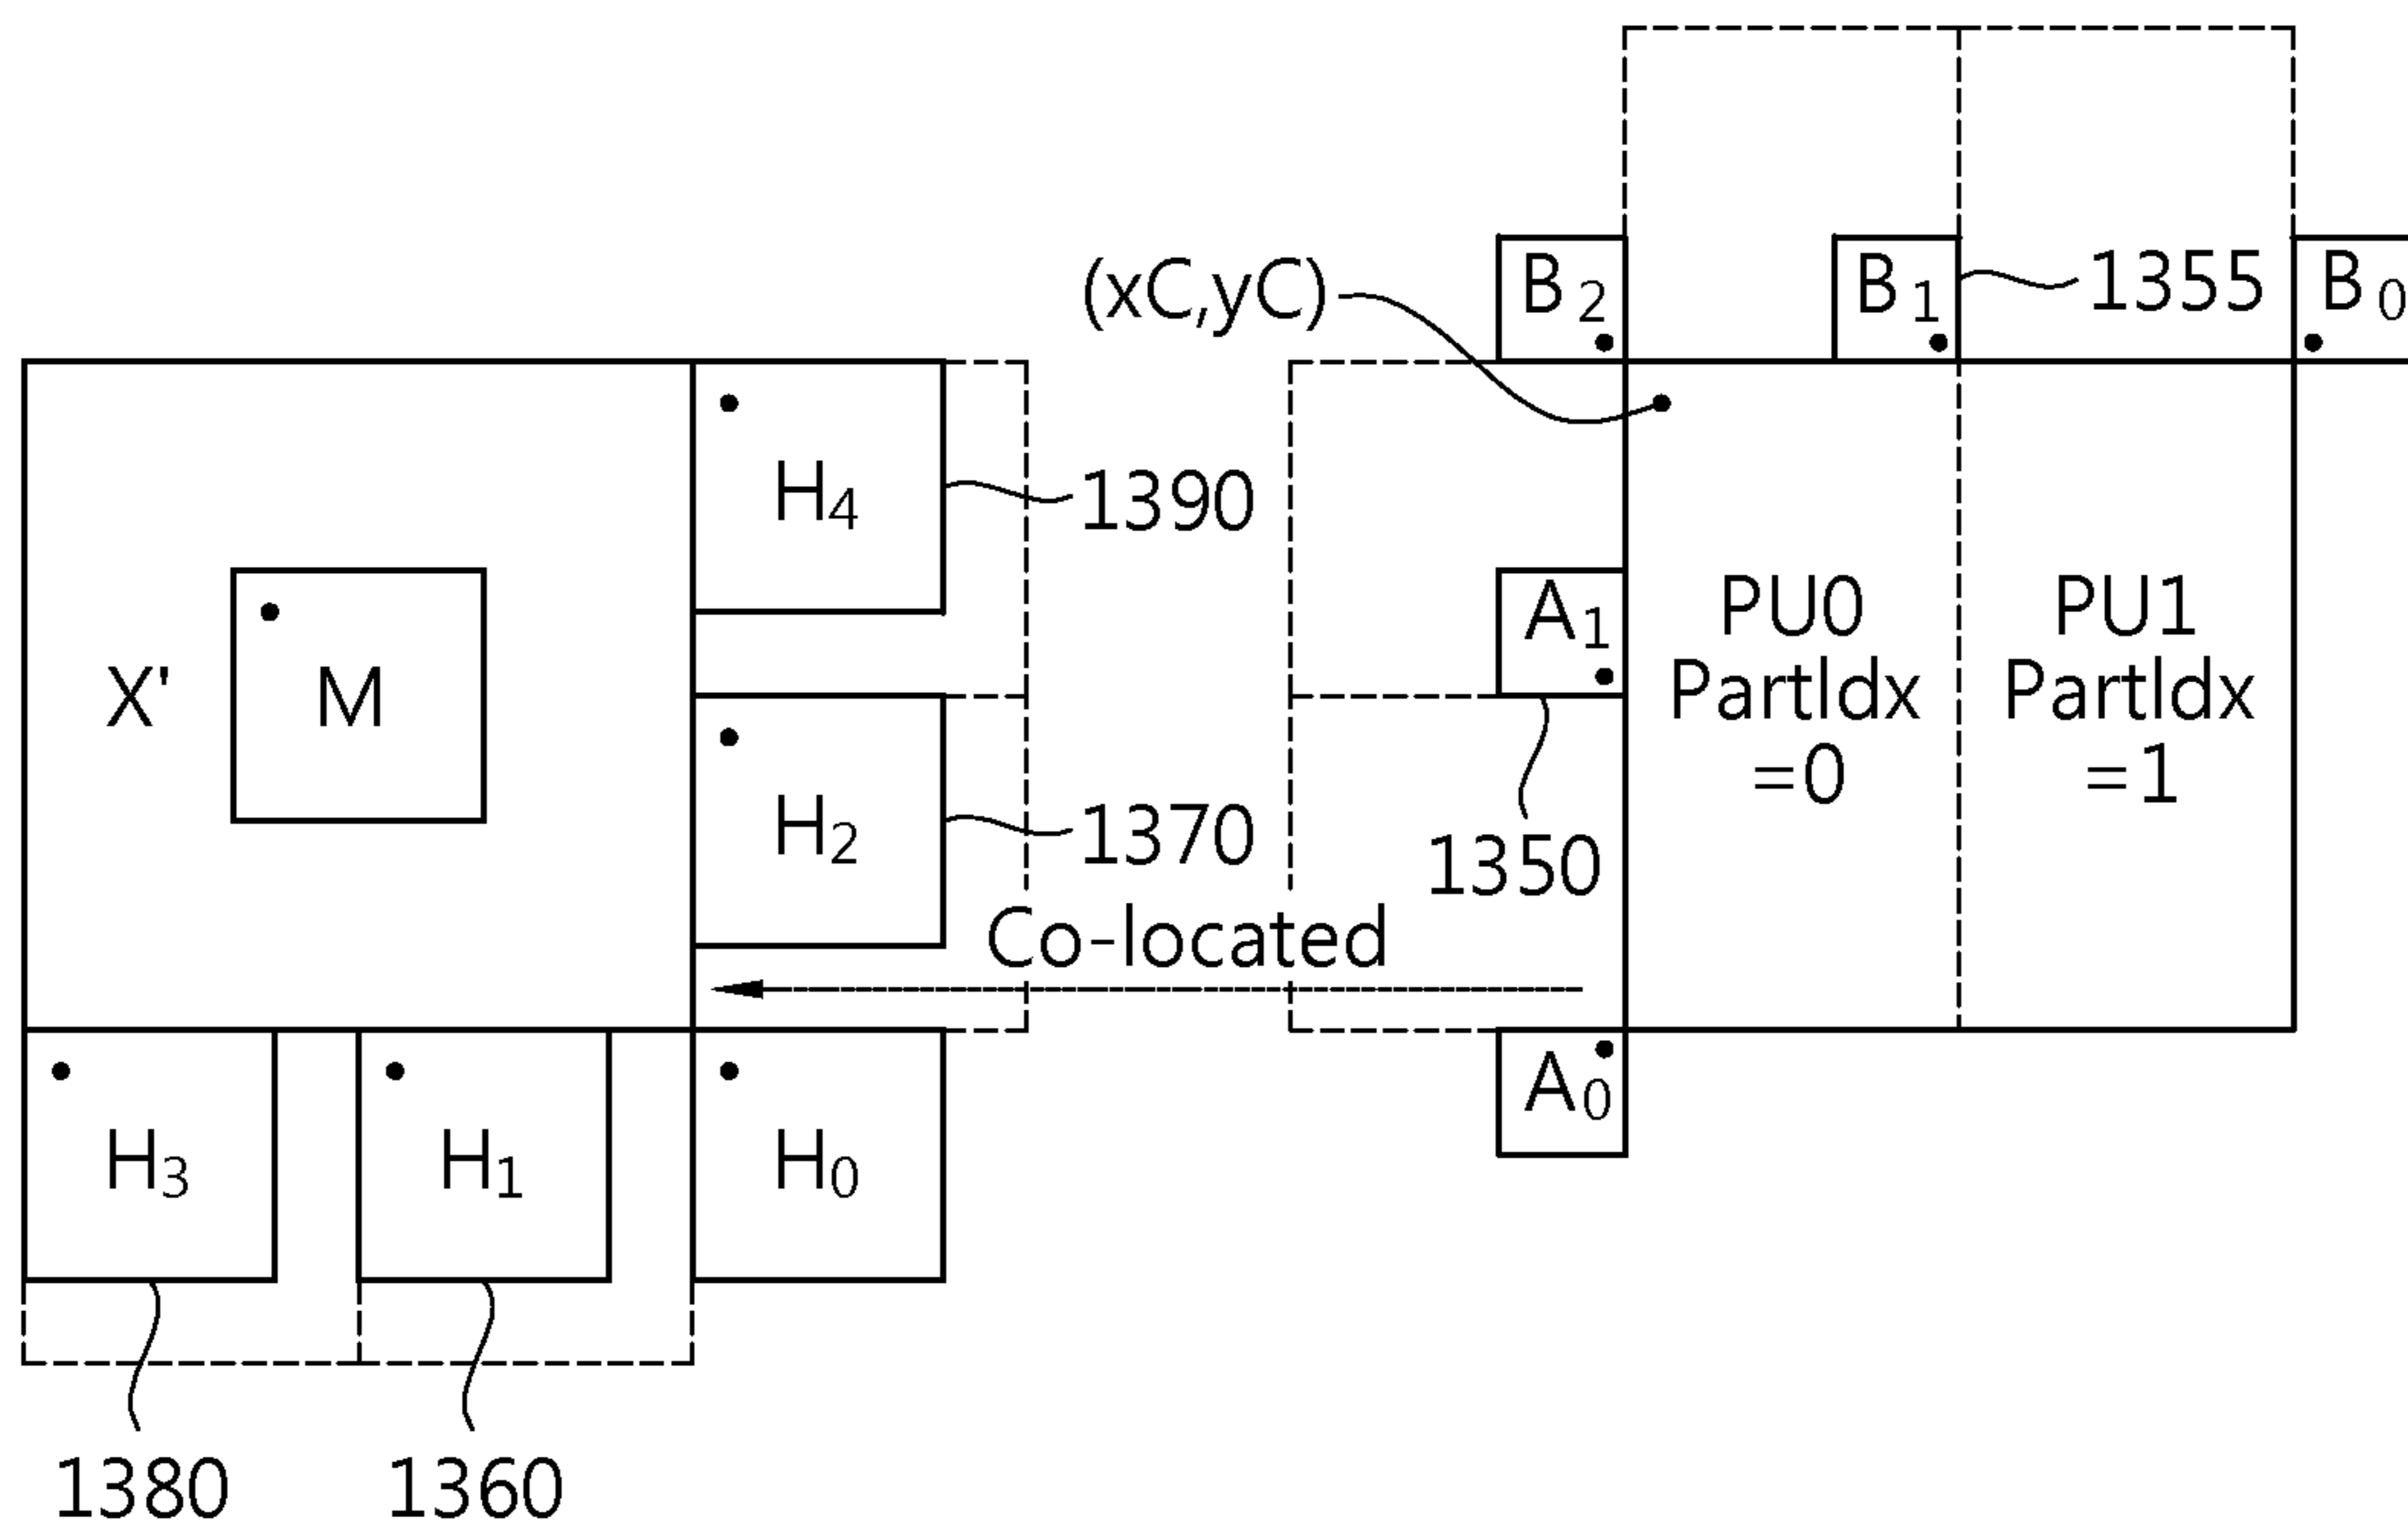 (xC,yC)
B2
B1
1355
B0
H4
1390
X'
M
A1
PU0
PartIdx
=0
PU1
PartIdx
=1
H2
1370
1350
Co-located
H3
H1
H0
A0
1380
1360